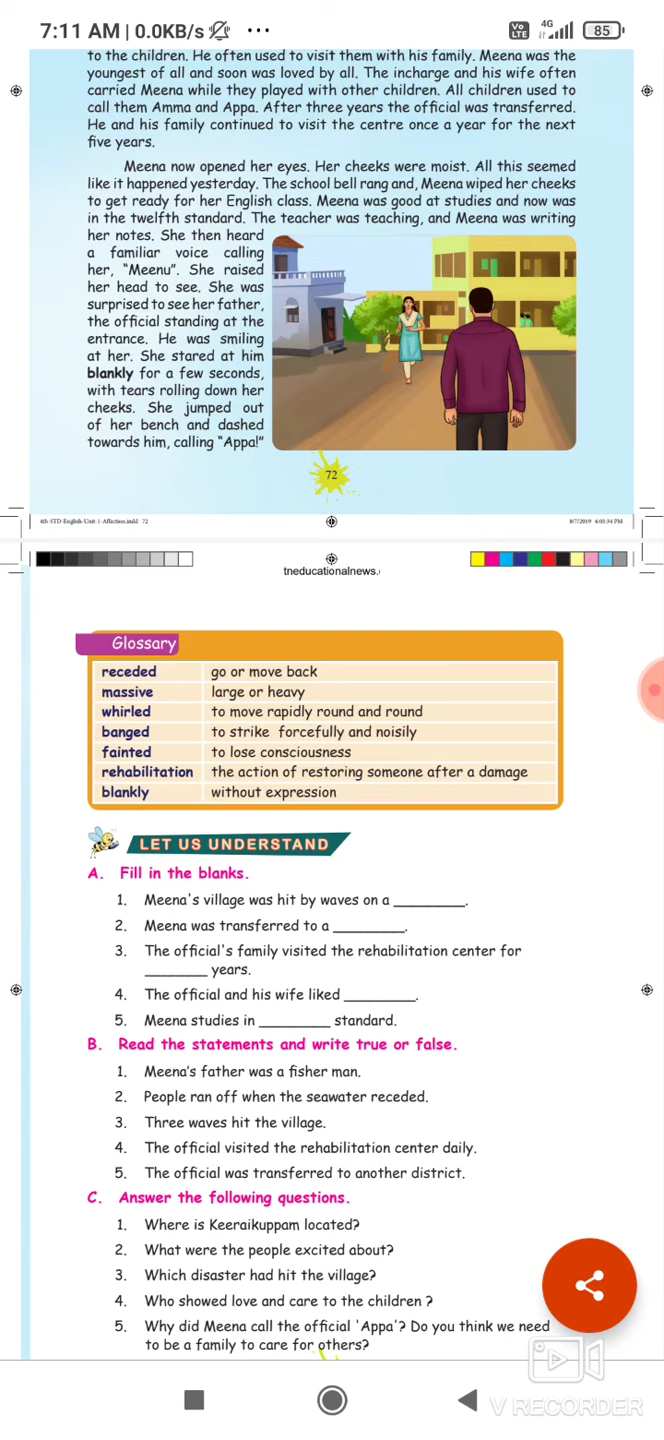 7:11 AM | 0.0KB/s
Vo LTE 4G 85
to the children. He often used to visit them with his family. Meena was the
youngest of all and soon was loved by all. The incharge and his wife often
carried Meena while they played with other children. All children used to
call them Amma and Appa. After three years the official was transferred.
He and his family continued to visit the centre once a year for the next
five years.
Meena now opened her eyes. Her cheeks were moist. All this seemed
like it happened yesterday. The school bell rang and, Meena wiped her cheeks
to get ready for her English class. Meena was good at studies and now was
in the twelfth standard. The teacher was teaching, and Meena was writing
her notes. She then heard
a familiar voice calling
her, "Meenu". She raised
her head to see. She was
surprised to see her father,
the official standing at the
entrance. He was smiling
at her. She stared at him
blankly for a few seconds,
with tears rolling down her
cheeks. She jumped out
of her bench and dashed
towards him, calling "Appa!"
72
4th-STD-English-Unit-1-Affection.indd 72
8/7/2019 6:05:34 PM
tneducationalnews.
Glossary
receded go or move back
massive large or heavy
whirled to move rapidly round and round
banged to strike forcefully and noisily
fainted to lose consciousness
rehabilitation the action of restoring someone after a damage
blankly without expression
LET US UNDERSTAND
A. Fill in the blanks.
1. Meena's village was hit by waves on a ________.
2. Meena was transferred to a ________.
3. The official's family visited the rehabilitation center for
_______ years.
4. The official and his wife liked ________.
5. Meena studies in ________ standard.
B. Read the statements and write true or false.
1. Meena's father was a fisher man.
2. People ran off when the seawater receded.
3. Three waves hit the village.
4. The official visited the rehabilitation center daily.
5. The official was transferred to another district.
C. Answer the following questions.
1. Where is Keeraikuppam located?
2. What were the people excited about?
3. Which disaster had hit the village?
4. Who showed love and care to the children ?
5. Why did Meena call the official 'Appa'? Do you think we need
to be a family to care for others?
V RECORDER